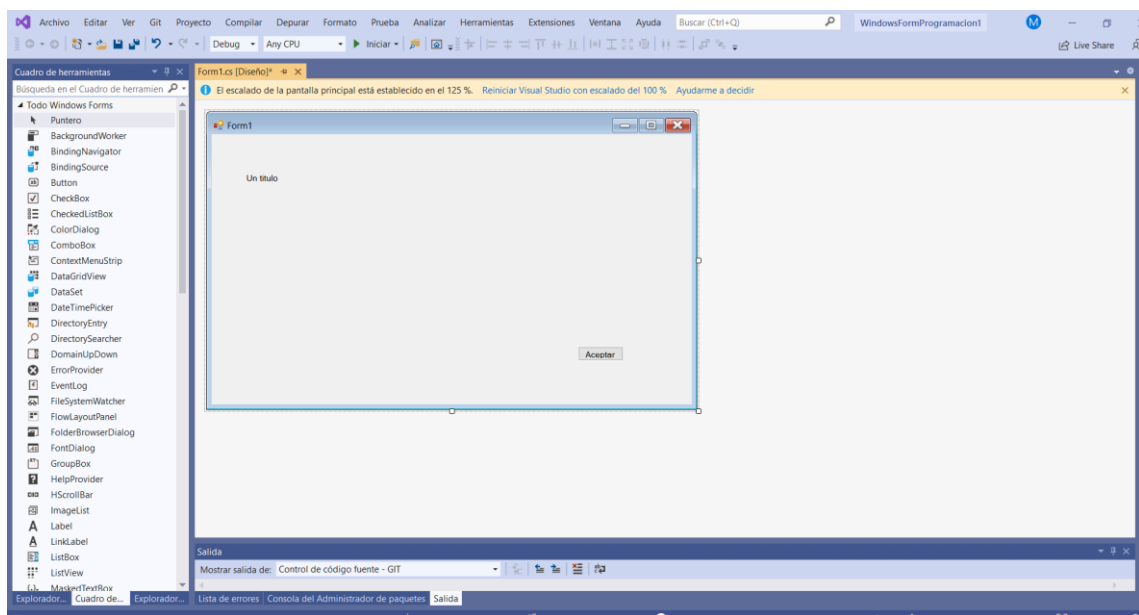 Archivo Editar Ver Git Proyecto Compilar Depurar Formato Prueba Analizar Herramientas Extensiones Ventana Ayuda Buscar (Ctrl+Q) WindowsFormProgramacion1 M
Debug Any CPU Iniciar Live Share
Cuadro de herramientas
Form1.cs [Diseño]*
Búsqueda en el Cuadro de herramien
El escalado de la pantalla principal está establecido en el 125 %. Reiniciar Visual Studio con escalado del 100 % Ayudarme a decidir
Todo Windows Forms
Puntero
BackgroundWorker
BindingNavigator
BindingSource
Button
CheckBox
CheckedListBox
ColorDialog
ComboBox
ContextMenuStrip
DataGridView
DataSet
DateTimePicker
DirectoryEntry
DirectorySearcher
DomainUpDown
ErrorProvider
EventLog
FileSystemWatcher
FlowLayoutPanel
FolderBrowserDialog
FontDialog
GroupBox
HelpProvider
HScrollBar
ImageList
Label
LinkLabel
ListBox
ListView
MaskedTextBox
Form1
Un titulo
Aceptar
Salida
Mostrar salida de: Control de código fuente - GIT
Explorador... Cuadro de... Explorador...
Lista de errores Consola del Administrador de paquetes Salida